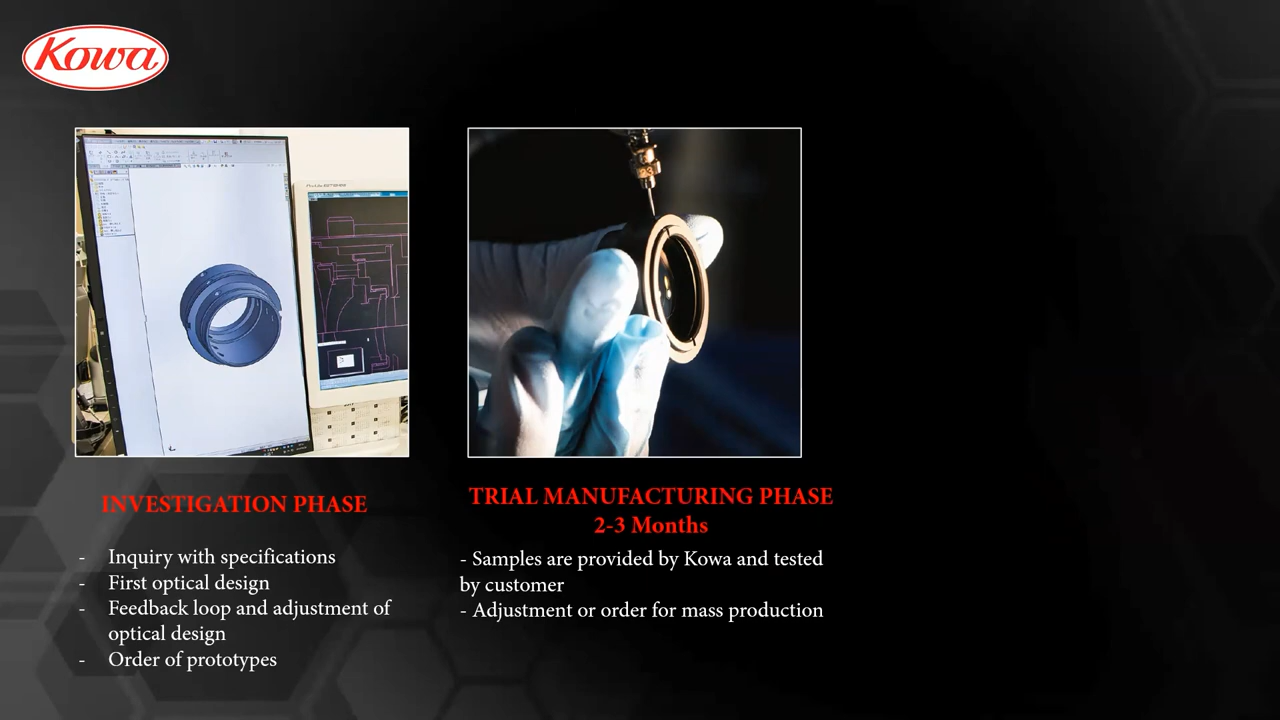 Kowa
INVESTIGATION PHASE
- Inquiry with specifications
- First optical design
- Feedback loop and adjustment of
optical design
- Order of prototypes
TRIAL MANUFACTURING PHASE
2-3 Months
- Samples are provided by Kowa and tested
by customer
- Adjustment or order for mass production